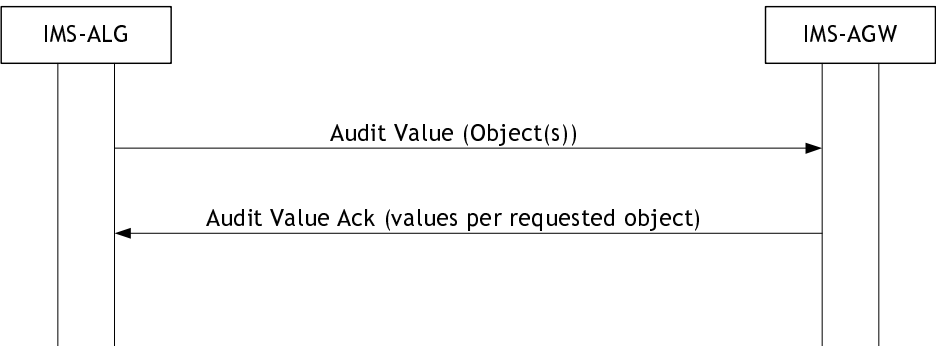 IMS-ALG
IMS-AGW
Audit Value (Object(s))
Audit Value Ack (values per requested object)